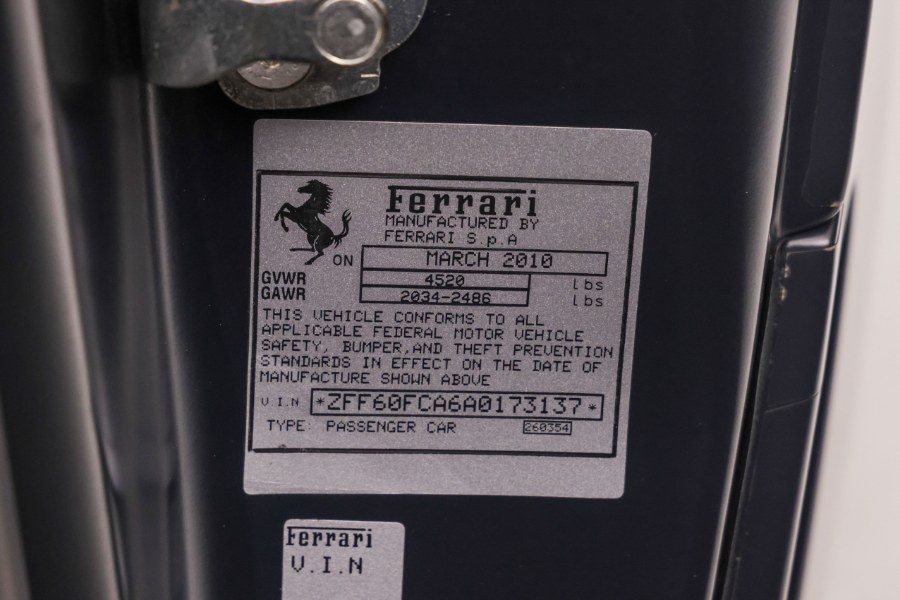 Ferrari
MANUFACTURED BY
FERRARI S.p.A
ON MARCH 2010
GVWR 4520 lbs
GAWR 2034-2486 lbs
THIS VEHICLE CONFORMS TO ALL
APPLICABLE FEDERAL MOTOR VEHICLE
SAFETY, BUMPER,AND THEFT PREVENTION
STANDARDS IN EFFECT ON THE DATE OF
MANUFACTURE SHOWN ABOVE
V.I.N *ZFF60FCA6A0173137*
TYPE PASSENGER CAR 260354
Ferrari
V.I.N